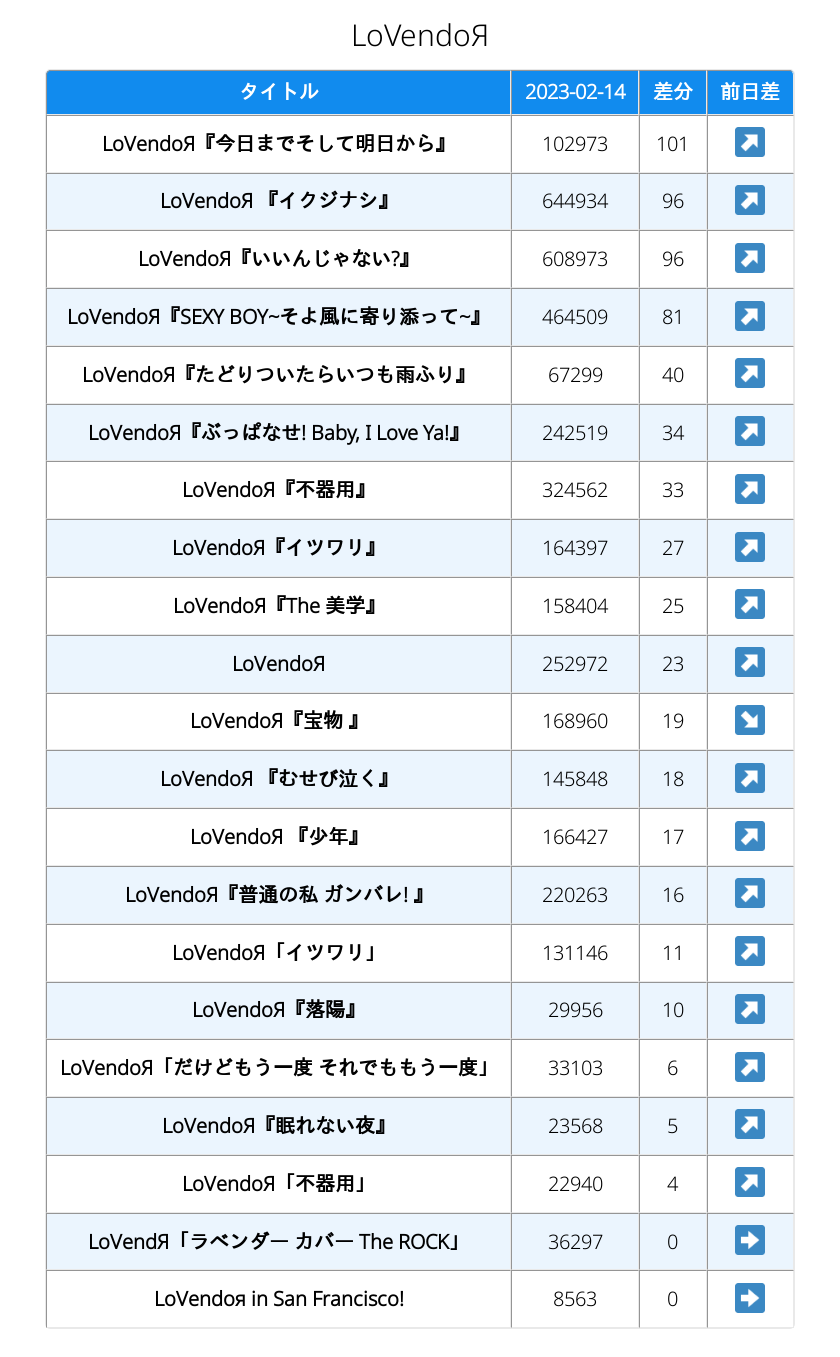 LoVendoЯ
タイトル 2023-02-14 差分 前日差
LoVendoЯ『今日までそして明日から』 102973 101
LoVendoЯ 『イクジナシ』 644934 96
LoVendoЯ『いいんじゃない?』 608973 96
LoVendoЯ『SEXY BOY~そよ風に寄り添って~』 464509 81
LoVendoЯ『たどりついたらいつも雨ふり』 67299 40
LoVendoЯ『ぶっぱなせ! Baby, I Love Ya!』 242519 34
LoVendoЯ『不器用』 324562 33
LoVendoЯ『イツワリ』 164397 27
LoVendoЯ『The 美学』 158404 25
LoVendoЯ 252972 23
LoVendoЯ『宝物 』 168960 19
LoVendoЯ 『むせび泣く』 145848 18
LoVendoЯ 『少年』 166427 17
LoVendoЯ『普通の私 ガンバレ! 』 220263 16
LoVendoЯ「イツワリ」 131146 11
LoVendoЯ『落陽』 29956 10
LoVendoЯ「だけどもう一度 それでももう一度」 33103 6
LoVendoЯ『眠れない夜』 23568 5
LoVendoЯ「不器用」 22940 4
LoVendЯ「ラベンダー カバー The ROCK」 36297 0
LoVendoя in San Francisco! 8563 0